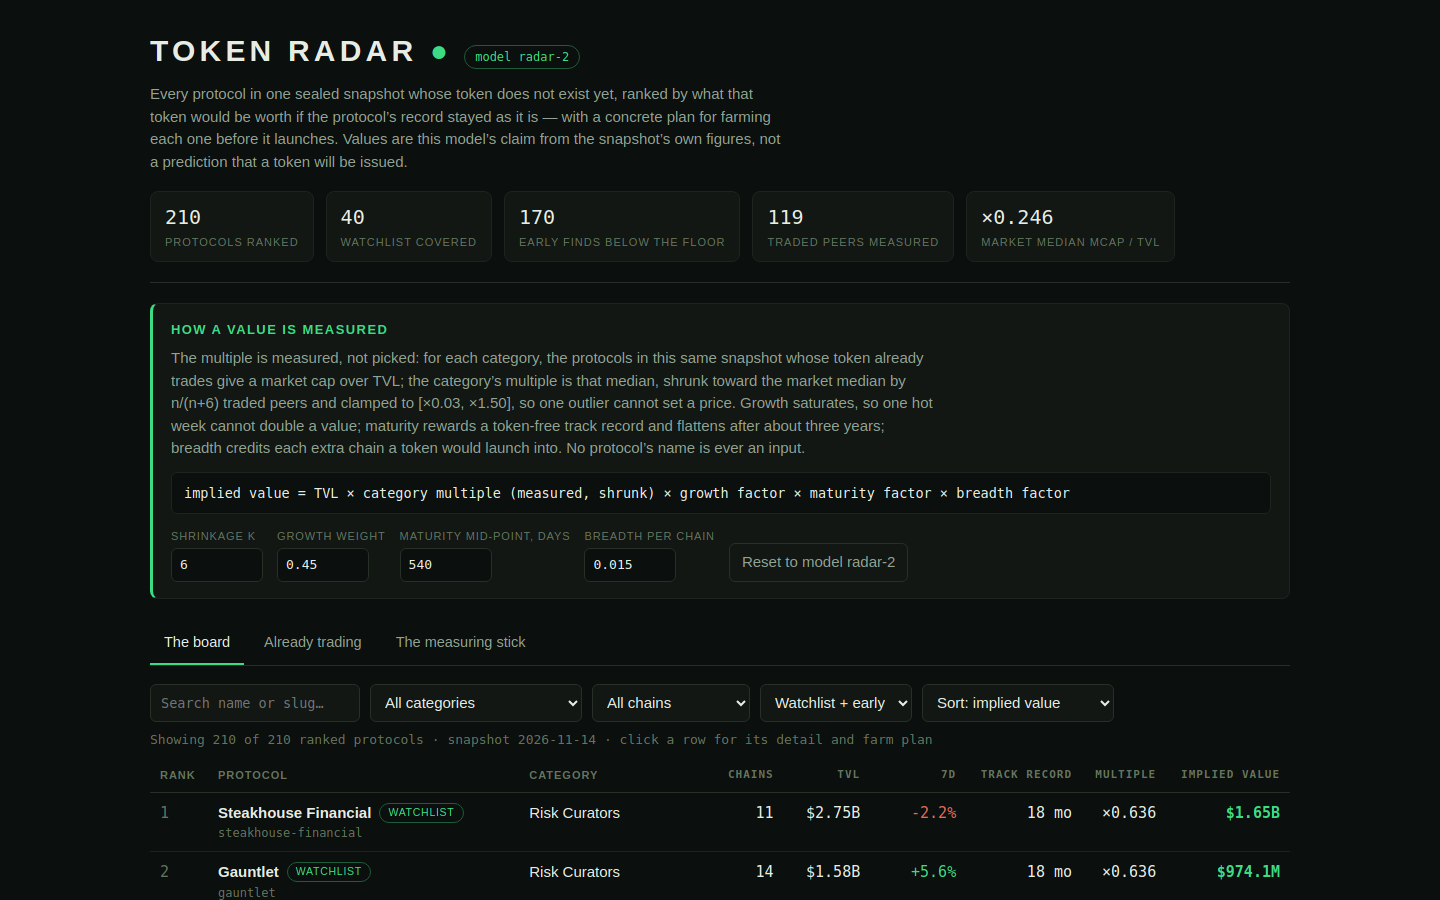 TOKEN RADAR model radar-2
Every protocol in one sealed snapshot whose token does not exist yet, ranked by what that
token would be worth if the protocol’s record stayed as it is — with a concrete plan for farming
each one before it launches. Values are this model’s claim from the snapshot’s own figures, not
a prediction that a token will be issued.
210 40 170 119 ×0.246
PROTOCOLS RANKED WATCHLIST COVERED EARLY FINDS BELOW THE FLOOR TRADED PEERS MEASURED MARKET MEDIAN MCAP / TVL
HOW A VALUE IS MEASURED
The multiple is measured, not picked: for each category, the protocols in this same snapshot whose token already
trades give a market cap over TVL; the category’s multiple is that median, shrunk toward the market median by
n/(n+6) traded peers and clamped to [×0.03, ×1.50], so one outlier cannot set a price. Growth saturates, so one hot
week cannot double a value; maturity rewards a token-free track record and flattens after about three years;
breadth credits each extra chain a token would launch into. No protocol’s name is ever an input.
implied value = TVL × category multiple (measured, shrunk) × growth factor × maturity factor × breadth factor
SHRINKAGE K GROWTH WEIGHT MATURITY MID-POINT, DAYS BREADTH PER CHAIN
6 0.45 540 0.015 Reset to model radar-2
The board Already trading The measuring stick
Search name or slug… All categories All chains Watchlist + early Sort: implied value
Showing 210 of 210 ranked protocols · snapshot 2026-11-14 · click a row for its detail and farm plan
RANK PROTOCOL CATEGORY CHAINS TVL 7D TRACK RECORD MULTIPLE IMPLIED VALUE
1 Steakhouse Financial WATCHLIST Risk Curators 11 $2.75B -2.2% 18 mo ×0.636 $1.65B
steakhouse-financial
2 Gauntlet WATCHLIST Risk Curators 14 $1.58B +5.6% 18 mo ×0.636 $974.1M
gauntlet